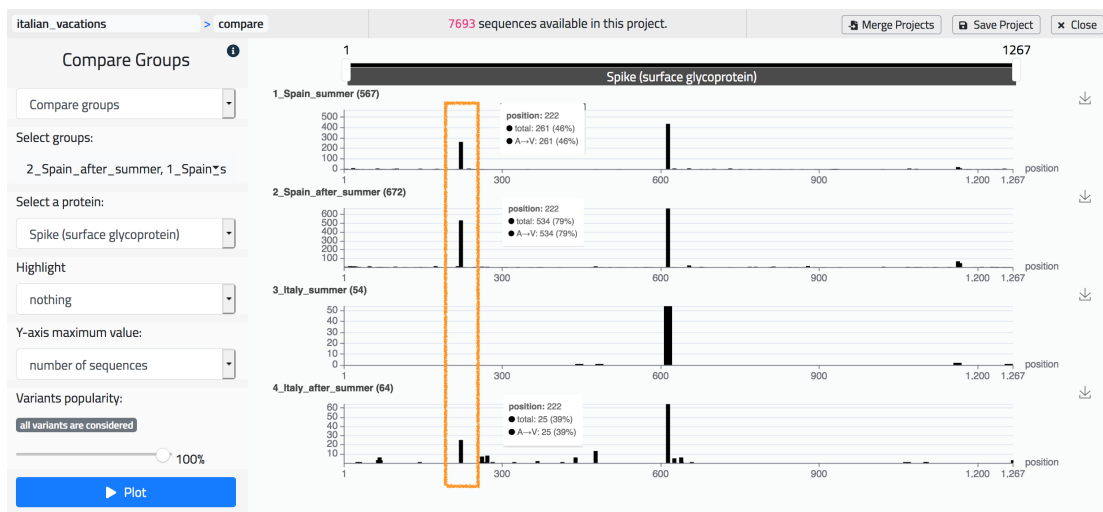 italian_vacations > compare
7693 sequences available in this project.
Merge Projects
Save Project
× Close
Compare Groups
Compare groups
Select groups:
2_Spain_after_summer, 1_Spain_s
Select a protein:
Spike (surface glycoprotein)
Highlight
nothing
Y-axis maximum value:
number of sequences
Variants popularity:
all variants are considered
100%
Plot
1 1267
Spike (surface glycoprotein)
1_Spain_summer (567)
500
400
300
200
100
0
position: 222
total: 261 (46%)
A→V: 261 (46%)
1 300 600 900 1.200 1.267 position
2_Spain_after_summer (672)
600
500
400
300
200
100
position: 222
total: 534 (79%)
A→V: 534 (79%)
1 300 600 900 1.200 1.267 position
3_Italy_summer (54)
50
40
30
20
10
0
1 300 600 900 1.200 1.267 position
4_Italy_after_summer (64)
60
50
40
30
20
10
position: 222
total: 25 (39%)
A→V: 25 (39%)
1 300 600 900 1.200 1.267 position